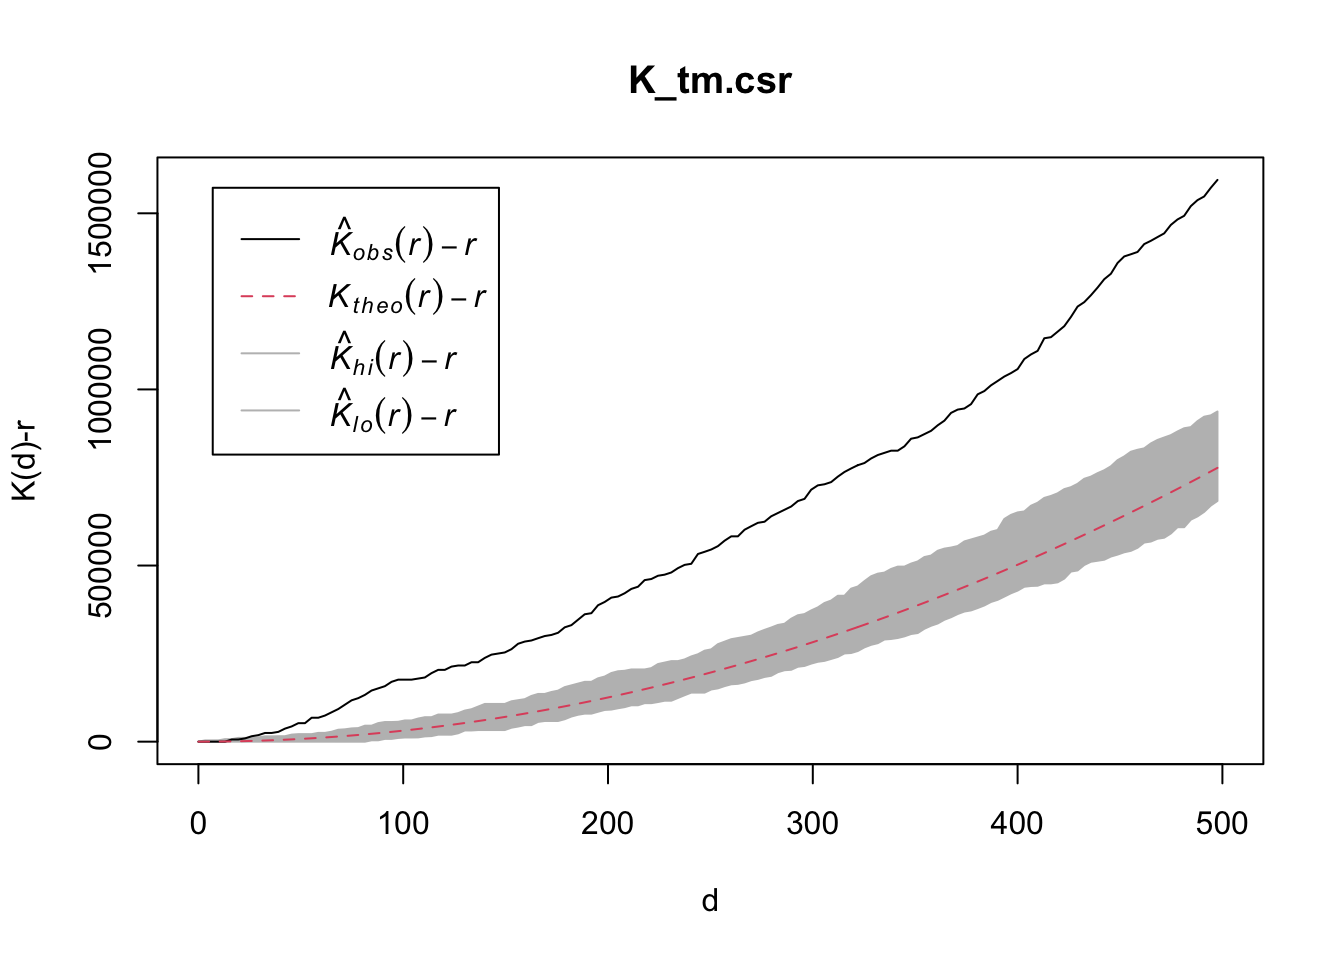 K_tm.csr
K̂obs(r) − r
Ktheo(r) − r
K̂hi(r) − r
K̂lo(r) − r
K(d)-r
1500000
1000000
500000
0
0 100 200 300 400 500
d